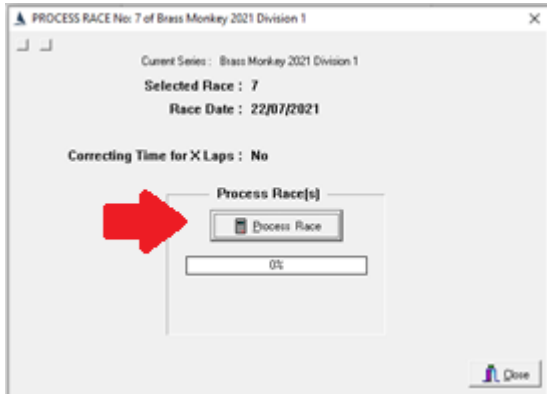 PROCESS RACE No: 7 of Brass Monkey 2021 Division 1
Current Series : Brass Monkey 2021 Division 1
Selected Race : 7
Race Date : 22/07/2021
Correcting Time for X Laps : No
Process Race(s)
Process Race
0%
Close